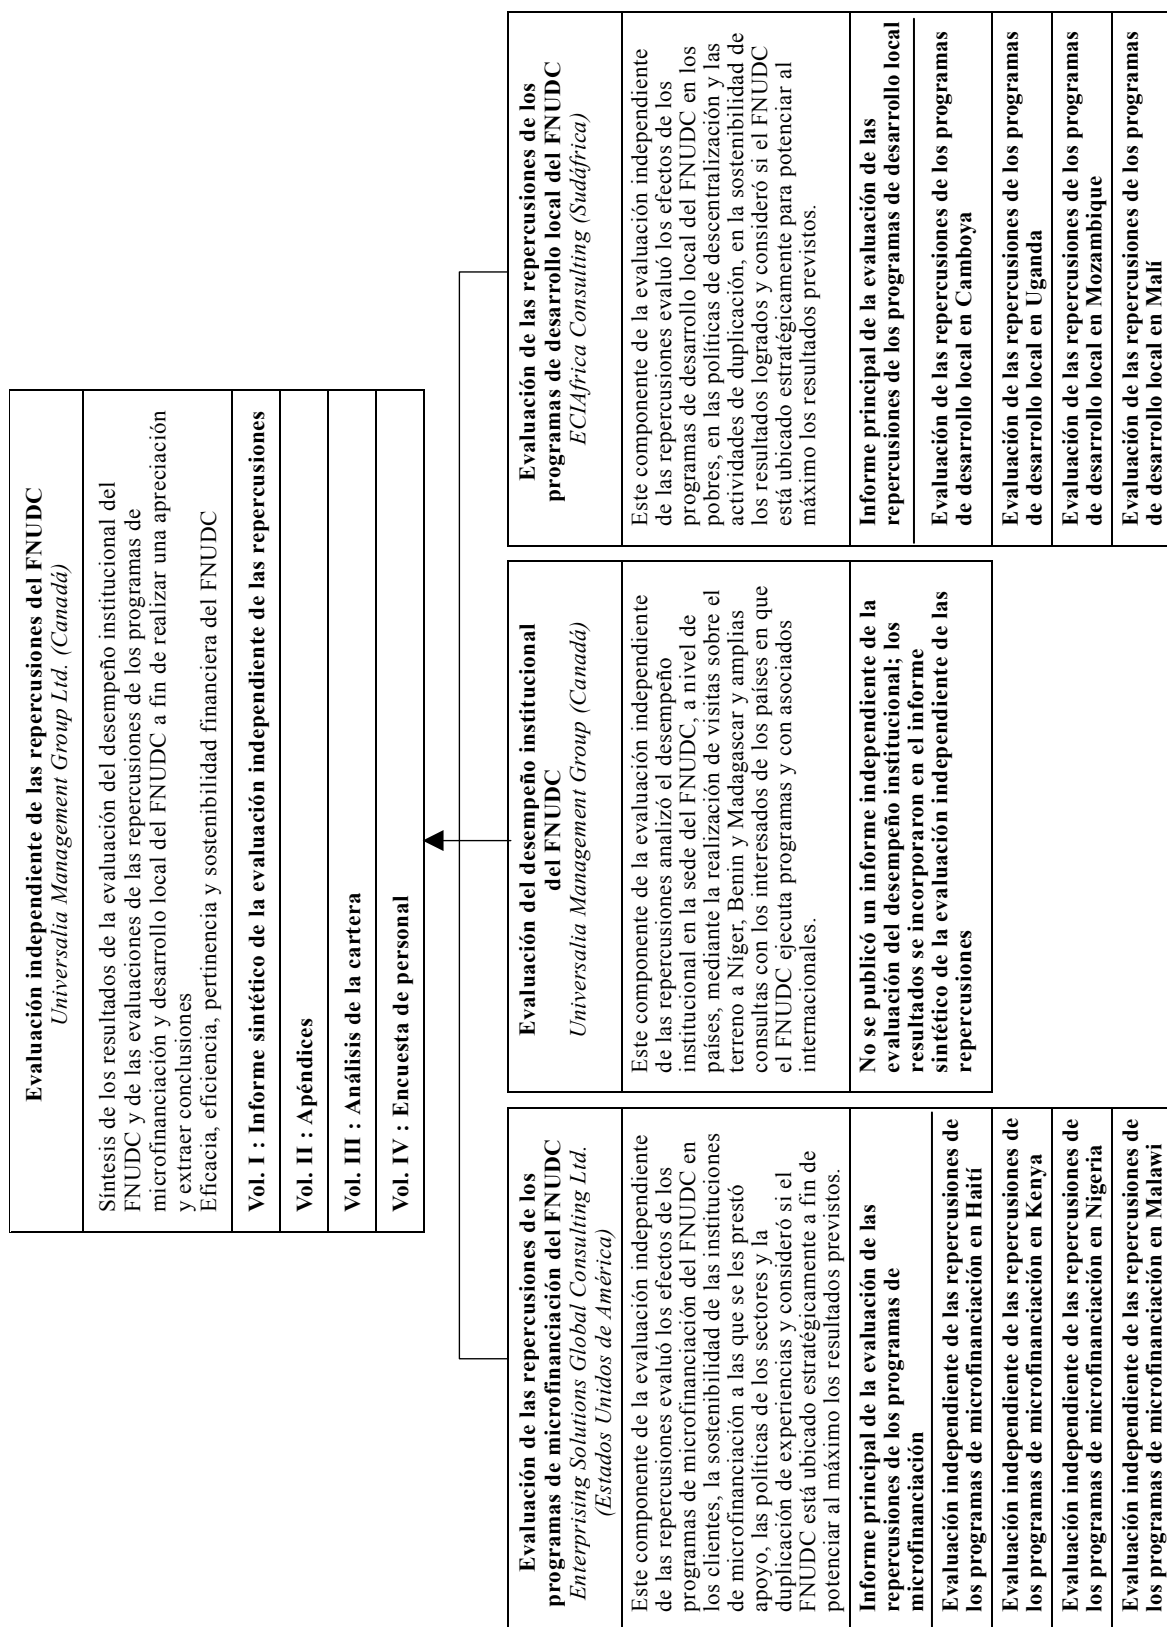 Evaluación independiente de las repercusiones del FNUDC
Universalia Management Group Ltd. (Canadá)
Síntesis de los resultados de la evaluación del desempeño institucional del
FNUDC y de las evaluaciones de las repercusiones de los programas de
microfinanciación y desarrollo local del FNUDC a fin de realizar una apreciación
y extraer conclusiones
Eficacia, eficiencia, pertinencia y sostenibilidad financiera del FNUDC
Vol. I : Informe sintético de la evaluación independiente de las repercusiones
Vol. II : Apéndices
Vol. III : Análisis de la cartera
Vol. IV : Encuesta de personal
Evaluación de las repercusiones de los
programas de microfinanciación del FNUDC
Enterprising Solutions Global Consulting Ltd.
(Estados Unidos de América)
Este componente de la evaluación independiente
de las repercusiones evaluó los efectos de los
programas de microfinanciación del FNUDC en
los clientes, la sostenibilidad de las instituciones
de microfinanciación a las que se les prestó
apoyo, las políticas de los sectores y la
duplicación de experiencias y consideró si el
FNUDC está ubicado estratégicamente a fin de
potenciar al máximo los resultados previstos.
Informe principal de la evaluación de las
repercusiones de los programas de
microfinanciación
Evaluación independiente de las repercusiones de
los programas de microfinanciación en Haití
Evaluación independiente de las repercusiones de
los programas de microfinanciación en Kenya
Evaluación independiente de las repercusiones de
los programas de microfinanciación en Nigeria
Evaluación independiente de las repercusiones de
los programas de microfinanciación en Malawi
Evaluación del desempeño institucional
del FNUDC
Universalia Management Group (Canadá)
Este componente de la evaluación independiente
de las repercusiones analizó el desempeño
institucional en la sede del FNUDC, a nivel de
países, mediante la realización de visitas sobre el
terreno a Níger, Benin y Madagascar y amplias
consultas con los interesados de los países en que
el FNUDC ejecuta programas y con asociados
internacionales.
No se publicó un informe independiente de la
evaluación del desempeño institucional; los
resultados se incorporaron en el informe
sintético de la evaluación independiente de las
repercusiones
Evaluación de las repercusiones de los
programas de desarrollo local del FNUDC
ECIAfrica Consulting (Sudáfrica)
Este componente de la evaluación independiente
de las repercusiones evaluó los efectos de los
programas de desarrollo local del FNUDC en los
pobres, en las políticas de descentralización y las
actividades de duplicación, en la sostenibilidad de
los resultados logrados y consideró si el FNUDC
está ubicado estratégicamente para potenciar al
máximo los resultados previstos.
Informe principal de la evaluación de las
repercusiones de los programas de desarrollo local
Evaluación de las repercusiones de los programas
de desarrollo local en Camboya
Evaluación de las repercusiones de los programas
de desarrollo local en Uganda
Evaluación de las repercusiones de los programas
de desarrollo local en Mozambique
Evaluación de las repercusiones de los programas
de desarrollo local en Malí